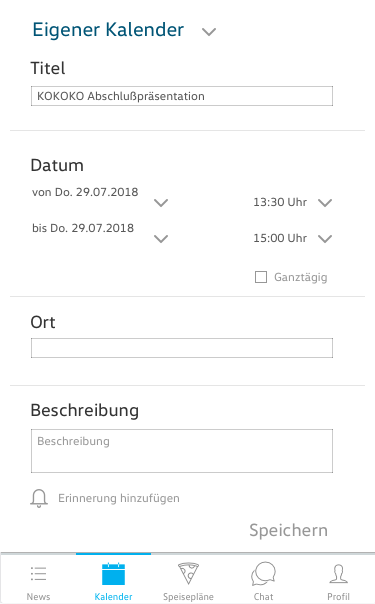 Eigener Kalender
Titel
KOKOKO Abschlußpräsentation
Datum
von Do. 29.07.2018
13:30 Uhr
bis Do. 29.07.2018
15:00 Uhr
Ganztägig
Ort
Beschreibung
Beschreibung
Erinnerung hinzufügen
Speichern
News Kalender Speisepläne Chat Profil